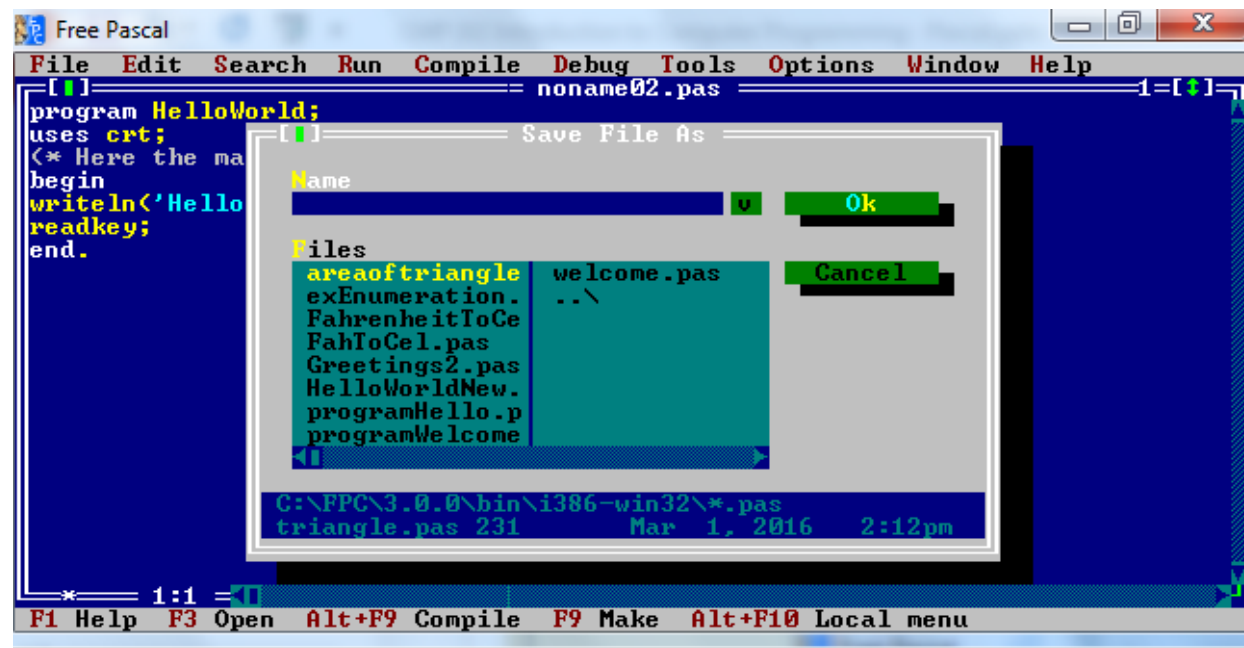 Free Pascal
File Edit Search Run Compile Debug Tools Options Window Help
noname02.pas 1
program HelloWorld;
uses crt;
(* Here the ma
begin
writeln('Hello
readkey;
end.
Save File As
Name
Ok
Files
areaoftriangle welcome.pas
Cancel
exEnumeration. ..\
FahrenheitToCe
FahToCel.pas
Greetings2.pas
HelloWorldNew.
programHello.p
programWelcome
C:\FPC\3.0.0\bin\i386-win32\*.pas
triangle.pas 231 Mar 1, 2016 2:12pm
1:1
F1 Help F3 Open Alt+F9 Compile F9 Make Alt+F10 Local menu